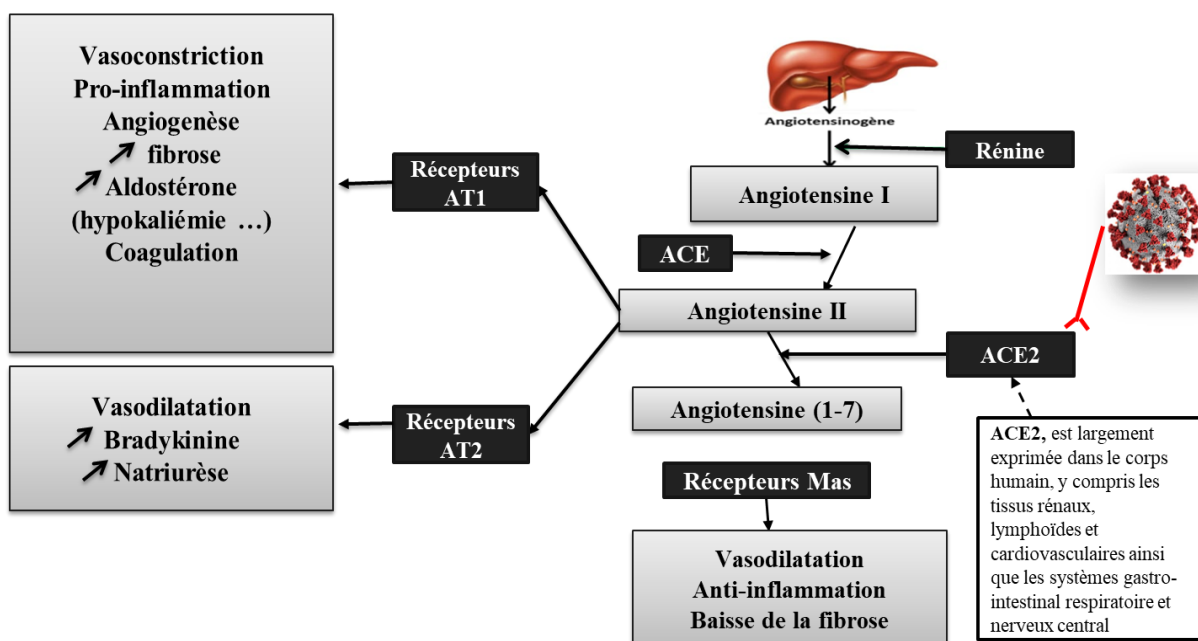 Vasoconstriction
Pro-inflammation
Angiogenèse
fibrose
Aldostérone
(hypokaliémie …)
Coagulation
Récepteurs
AT1
Angiotensinogène
Rénine
Angiotensine I
ACE
Angiotensine II
ACE2
Angiotensine (1-7)
Vasodilatation
Bradykinine
Natriurèse
Récepteurs
AT2
Récepteurs Mas
Vasodilatation
Anti-inflammation
Baisse de la fibrose
ACE2, est largement
exprimée dans le corps
humain, y compris les
tissus rénaux,
lymphoïdes et
cardiovasculaires ainsi
que les systèmes gastro-
intestinal respiratoire et
nerveux central